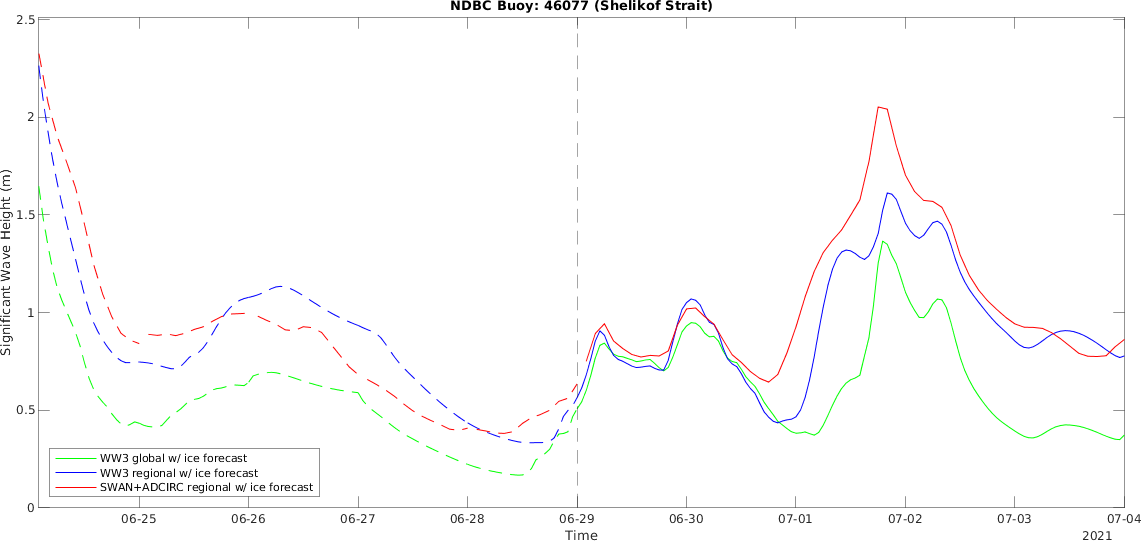 NDBC Buoy: 46077 (Shelikof Strait)
2.5
2
1.5
1
0.5
0
Significant Wave Height (m)
WW3 global w/ ice forecast
WW3 regional w/ ice forecast
SWAN+ADCIRC regional w/ ice forecast
06-25 06-26 06-27 06-28 06-29 06-30 07-01 07-02 07-03 07-04
Time
2021